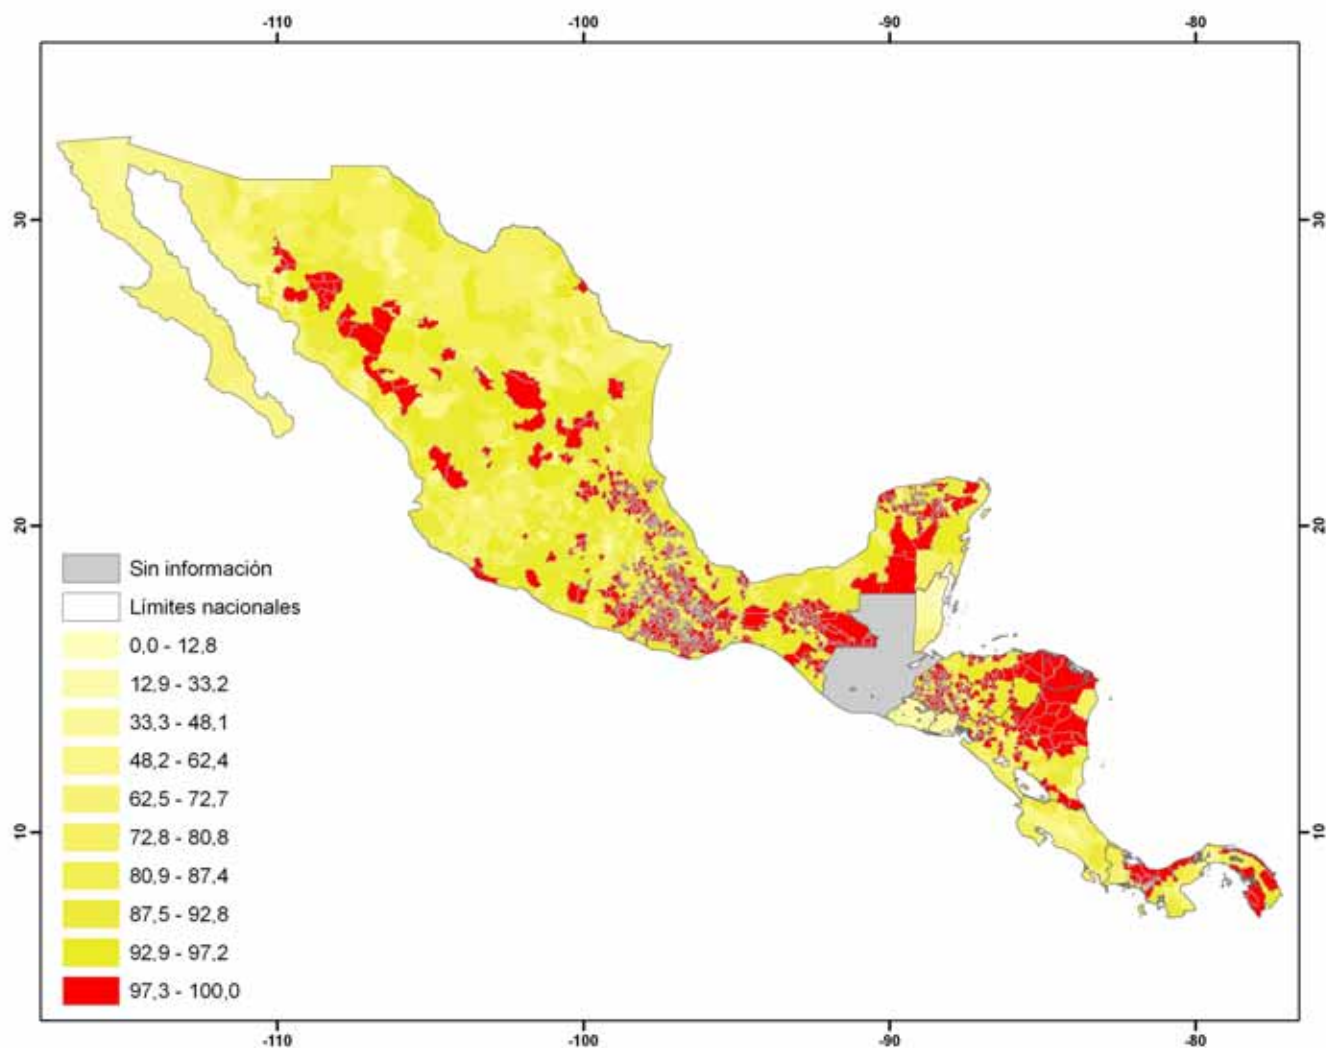 -110 -100 -90 -80
30 30
20 20
Sin información
Límites nacionales
0,0 - 12,8
12,9 - 33,2
33,3 - 48,1
48,2 - 62,4
62,5 - 72,7
72,8 - 80,8
10 10
80,9 - 87,4
87,5 - 92,8
92,9 - 97,2
97,3 - 100,0
-110 -100 -90 -80